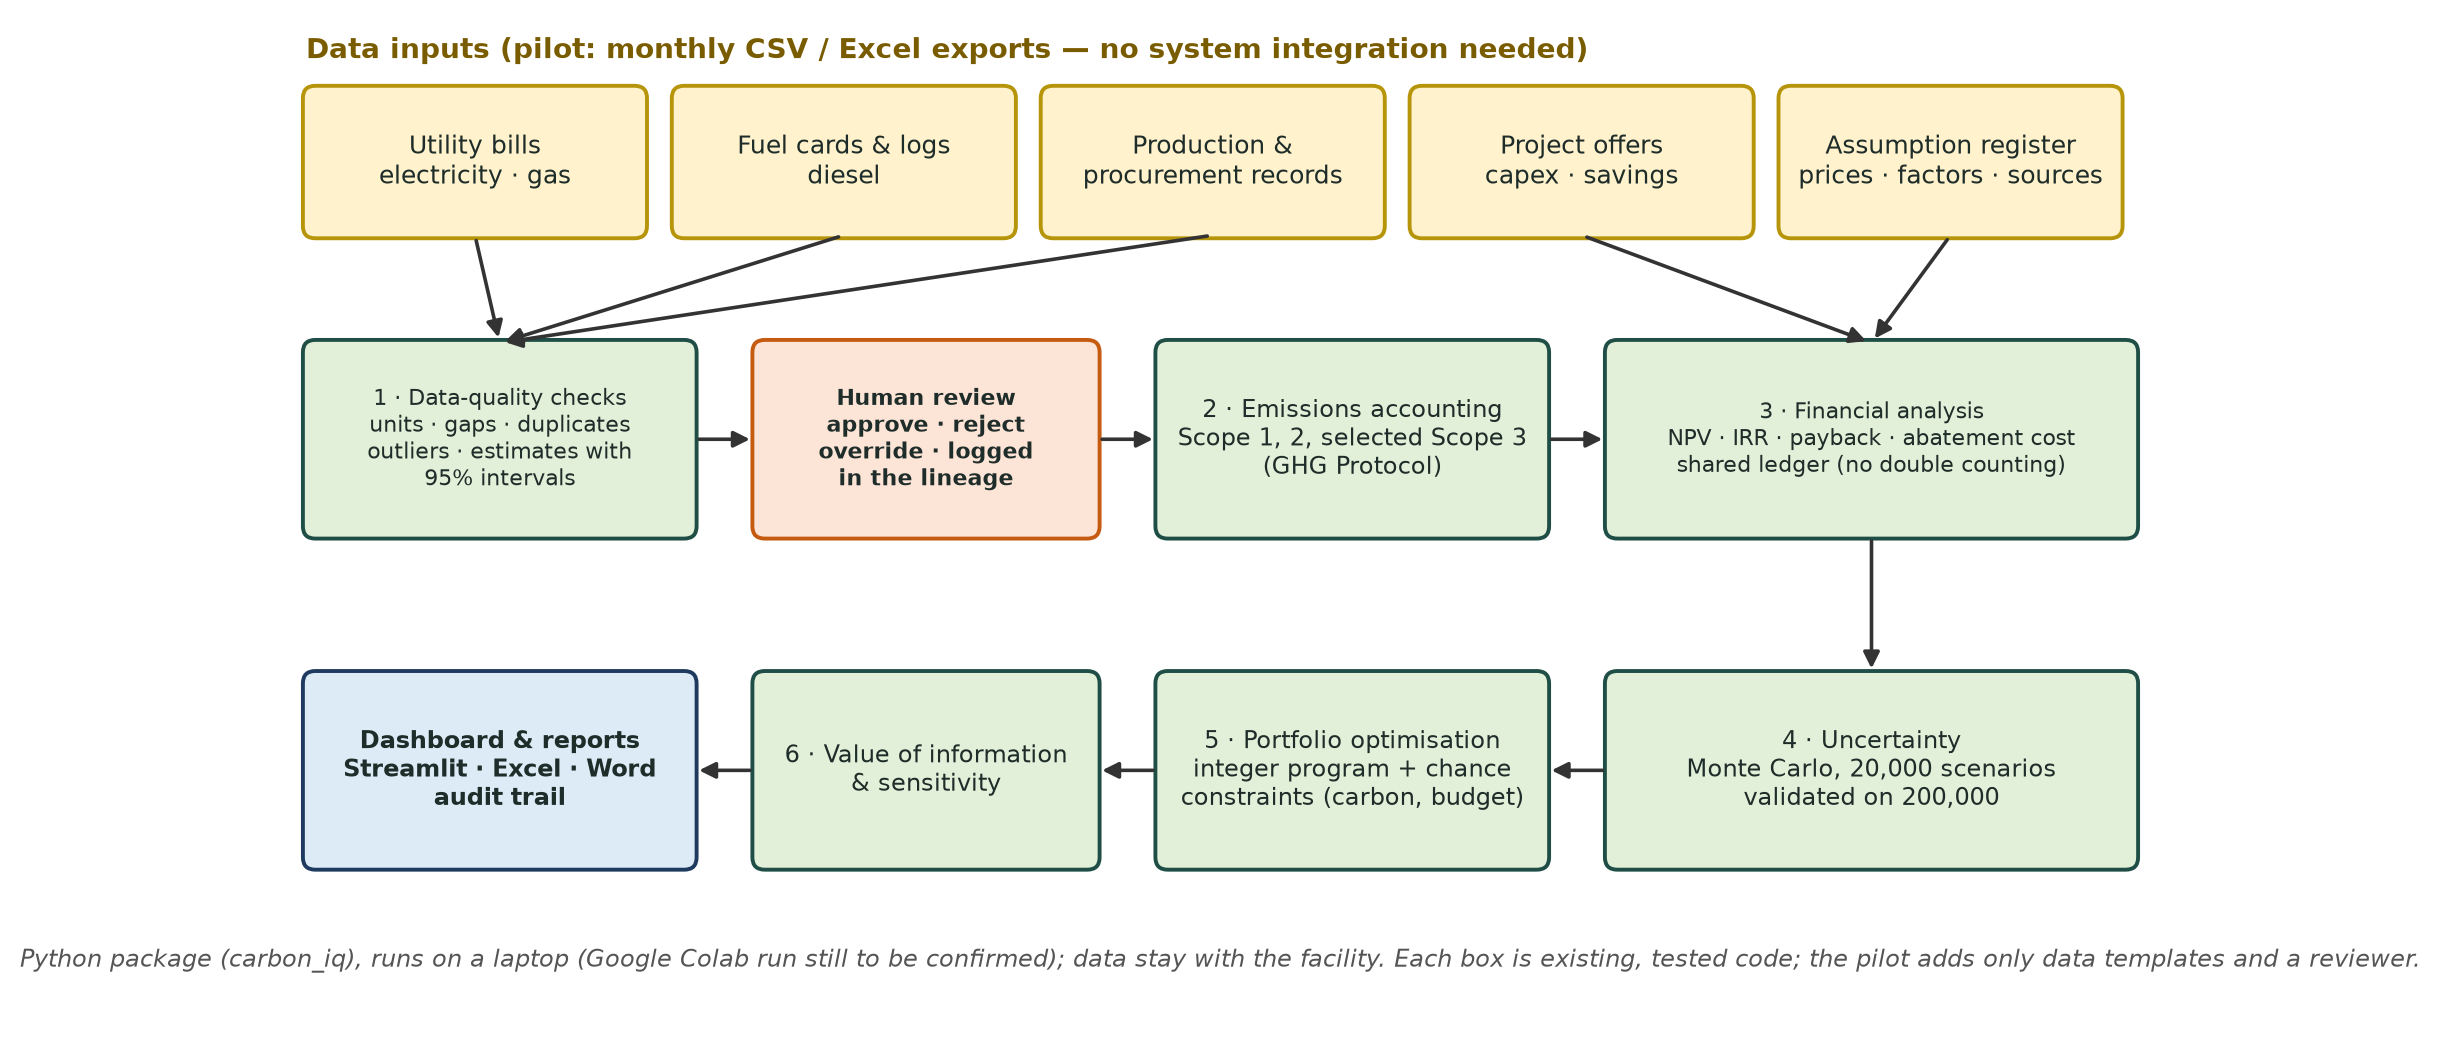 Data inputs (pilot: monthly CSV / Excel exports — no system integration needed)
Utility bills
electricity · gas
Fuel cards & logs
diesel
Production &
procurement records
Project offers
capex · savings
Assumption register
prices · factors · sources
1 · Data-quality checks
units · gaps · duplicates
outliers · estimates with
95% intervals
Human review
approve · reject
override · logged
in the lineage
2 · Emissions accounting
Scope 1, 2, selected Scope 3
(GHG Protocol)
3 · Financial analysis
NPV · IRR · payback · abatement cost
shared ledger (no double counting)
Dashboard & reports
Streamlit · Excel · Word
audit trail
6 · Value of information
& sensitivity
5 · Portfolio optimisation
integer program + chance
constraints (carbon, budget)
4 · Uncertainty
Monte Carlo, 20,000 scenarios
validated on 200,000
Python package (carbon_iq), runs on a laptop (Google Colab run still to be confirmed); data stay with the facility. Each box is existing, tested code; the pilot adds only data templates and a reviewer.